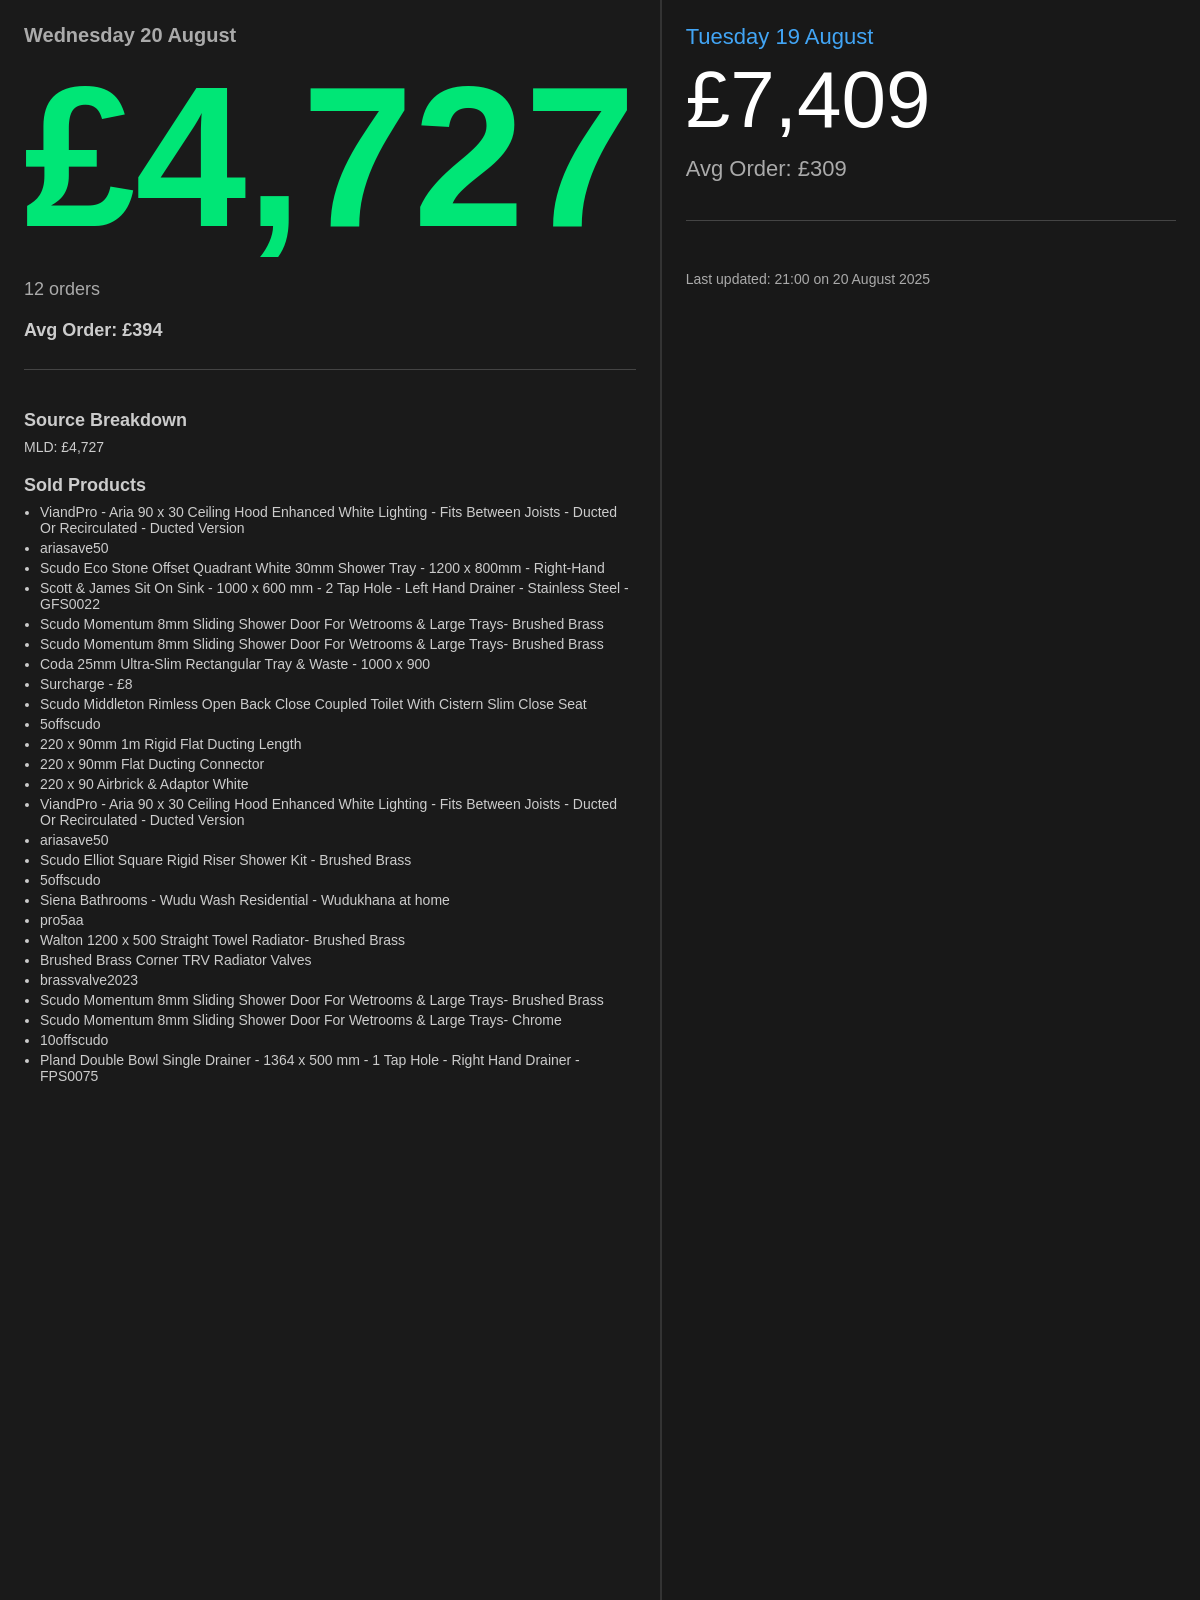 Wednesday 20 August
£4,727
12 orders
Avg Order: £394
Source Breakdown
MLD: £4,727
Sold Products
• ViandPro - Aria 90 x 30 Ceiling Hood Enhanced White Lighting - Fits Between Joists - Ducted
Or Recirculated - Ducted Version
• ariasave50
• Scudo Eco Stone Offset Quadrant White 30mm Shower Tray - 1200 x 800mm - Right-Hand
• Scott & James Sit On Sink - 1000 x 600 mm - 2 Tap Hole - Left Hand Drainer - Stainless Steel -
GFS0022
• Scudo Momentum 8mm Sliding Shower Door For Wetrooms & Large Trays- Brushed Brass
• Scudo Momentum 8mm Sliding Shower Door For Wetrooms & Large Trays- Brushed Brass
• Coda 25mm Ultra-Slim Rectangular Tray & Waste - 1000 x 900
• Surcharge - £8
• Scudo Middleton Rimless Open Back Close Coupled Toilet With Cistern Slim Close Seat
• 5offscudo
• 220 x 90mm 1m Rigid Flat Ducting Length
• 220 x 90mm Flat Ducting Connector
• 220 x 90 Airbrick & Adaptor White
• ViandPro - Aria 90 x 30 Ceiling Hood Enhanced White Lighting - Fits Between Joists - Ducted
Or Recirculated - Ducted Version
• ariasave50
• Scudo Elliot Square Rigid Riser Shower Kit - Brushed Brass
• 5offscudo
• Siena Bathrooms - Wudu Wash Residential - Wudukhana at home
• pro5aa
• Walton 1200 x 500 Straight Towel Radiator- Brushed Brass
• Brushed Brass Corner TRV Radiator Valves
• brassvalve2023
• Scudo Momentum 8mm Sliding Shower Door For Wetrooms & Large Trays- Brushed Brass
• Scudo Momentum 8mm Sliding Shower Door For Wetrooms & Large Trays- Chrome
• 10offscudo
• Pland Double Bowl Single Drainer - 1364 x 500 mm - 1 Tap Hole - Right Hand Drainer -
FPS0075
Tuesday 19 August
£7,409
Avg Order: £309
Last updated: 21:00 on 20 August 2025